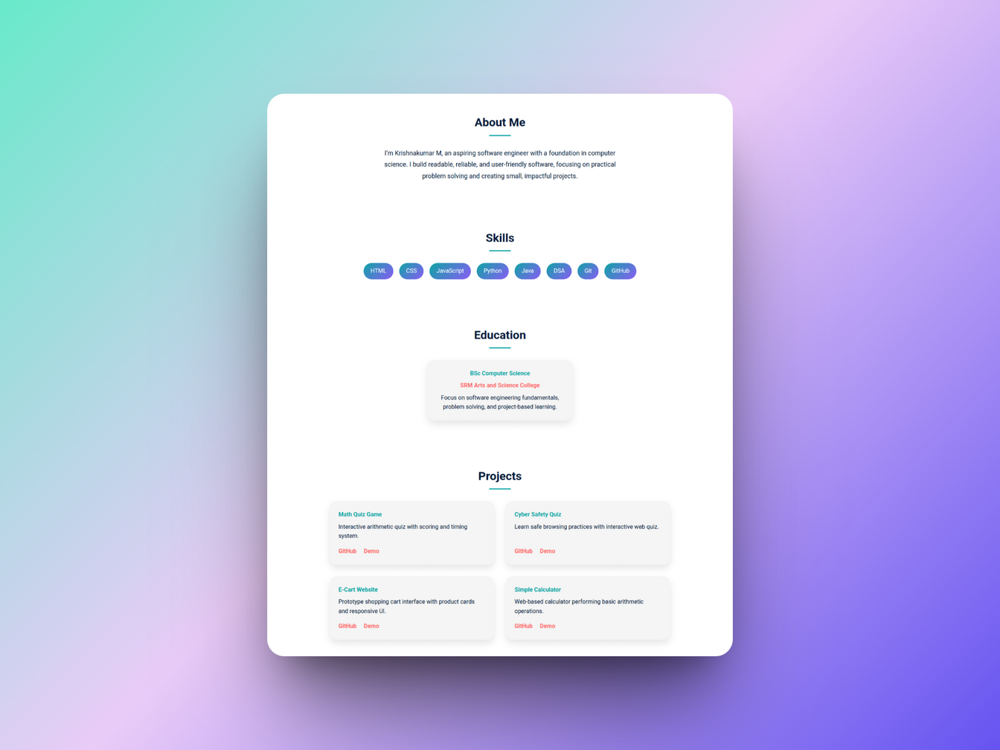 About Me
I'm Krishnakumar M, an aspiring software engineer with a foundation in computer
science. I build readable, reliable, and user-friendly software, focusing on practical
problem solving and creating small, impactful projects.
Skills
HTML CSS JavaScript Python Java DSA Git GitHub
Education
BSc Computer Science
SRM Arts and Science College
Focus on software engineering fundamentals,
problem solving, and project-based learning.
Projects
Math Quiz Game
Interactive arithmetic quiz with scoring and timing
system.
GitHub Demo
Cyber Safety Quiz
Learn safe browsing practices with interactive web quiz.
GitHub Demo
E-Cart Website
Prototype shopping cart interface with product cards
and responsive UI.
GitHub Demo
Simple Calculator
Web-based calculator performing basic arithmetic
operations.
GitHub Demo